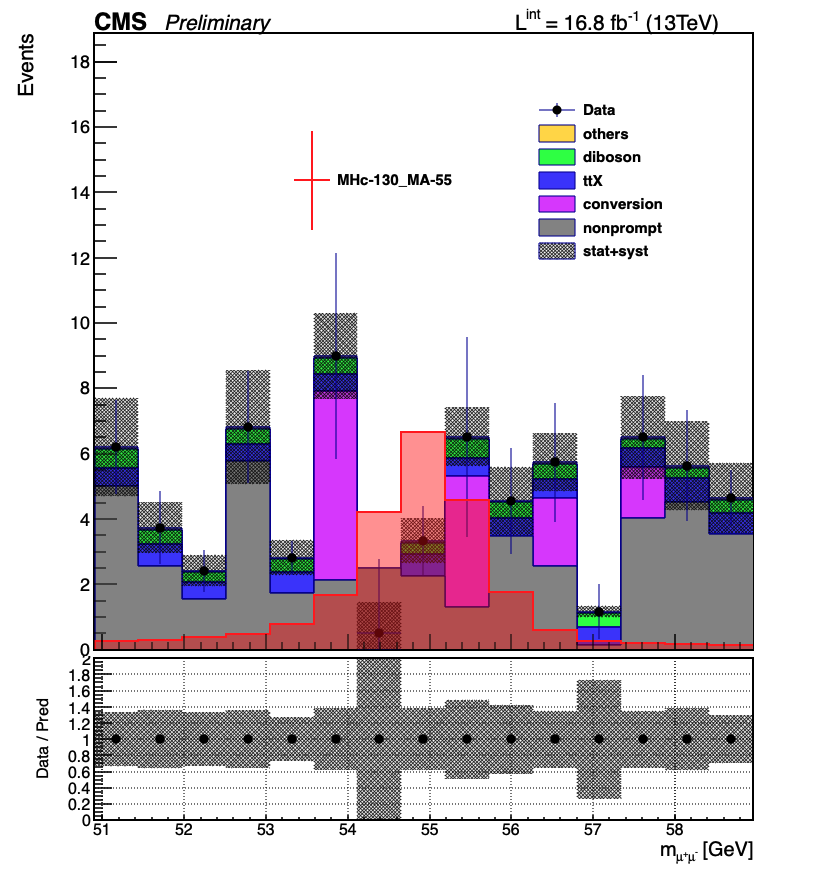 CMS Preliminary L^int = 16.8 fb^-1 (13TeV)
Events
18
16
14
12
10
8
6
4
2
0
Data
others
diboson
ttX
conversion
nonprompt
stat+syst
MHc-130_MA-55
Data / Pred
2
1.8
1.6
1.4
1.2
1
0.8
0.6
0.4
0.2
0
51 52 53 54 55 56 57 58
m_μ⁺μ⁻ [GeV]